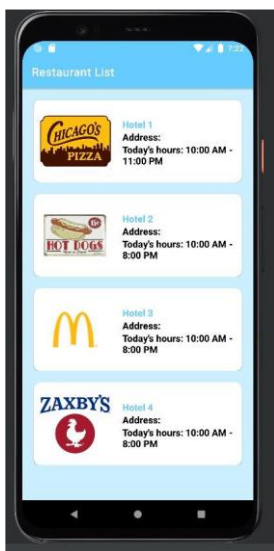 7:22
Restaurant List
CHICAGO'S
PIZZA
Hotel 1
Address:
Today's hours: 10:00 AM -
11:00 PM
HOT DOGS
Hotel 2
Address:
Today's hours: 10:00 AM -
8:00 PM
Hotel 3
Address:
Today's hours: 10:00 AM -
8:00 PM
ZAXBY'S
Hotel 4
Address:
Today's hours: 10:00 AM -
8:00 PM